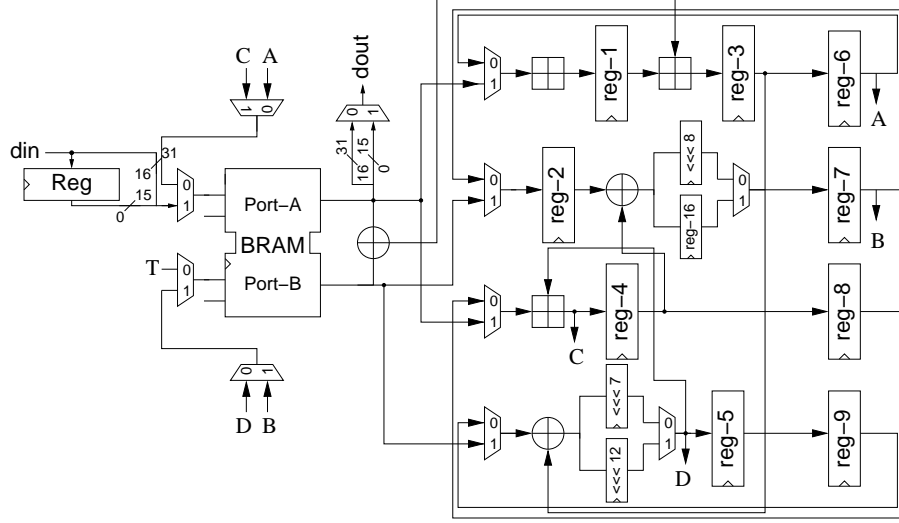 C A
dout
1 0
0 1
31 16
15 0
din
16 31
Reg
0 15
0
1
Port-A
BRAM
T
0
1
Port-B
0 1
D B
0
1
reg-1
reg-3
reg-6
A
0
1
reg-2
<<< 8
reg-16
0
1
reg-7
B
0
1
C
reg-4
reg-8
0
1
<<< 7
<<< 12
0
1
D
reg-5
reg-9